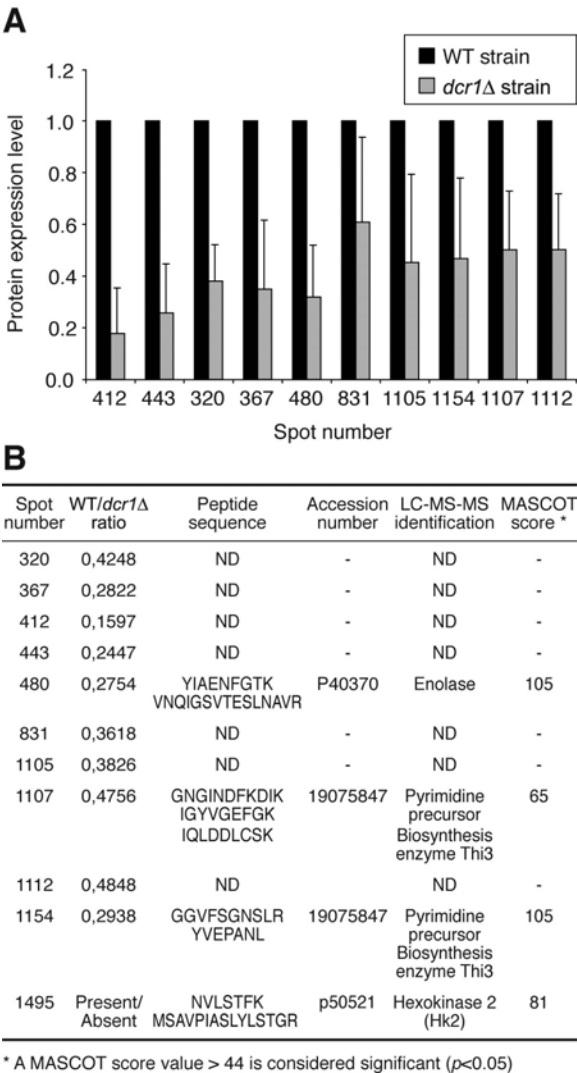 A
WT strain
dcr1Δ strain
1.2
1.0
0.8
0.6
0.4
0.2
0.0
Protein expression level
412 443 320 367 480 831 1105 1154 1107 1112
Spot number
B
Spot WT/dcr1Δ Peptide Accession LC-MS-MS MASCOT
number ratio sequence number identification score *
320 0,4248 ND - ND -
367 0,2822 ND - ND -
412 0,1597 ND - ND -
443 0,2447 ND - ND -
480 0,2754 YIAENFGTK P40370 Enolase 105
VNQIGSVTESLNAVR
831 0,3618 ND - ND -
1105 0,3826 ND - ND -
1107 0,4756 GNGINDFKDIK 19075847 Pyrimidine 65
IGYVGEFGK precursor
IQLDDLCSK Biosynthesis
enzyme Thi3
1112 0,4848 ND ND -
1154 0,2938 GGVFSGNSLR 19075847 Pyrimidine 105
YVEPANL precursor
Biosynthesis
enzyme Thi3
1495 Present/ NVLSTFK p50521 Hexokinase 2 81
Absent MSAVPIASLYLSTGR (Hk2)
* A MASCOT score value > 44 is considered significant (p<0.05)